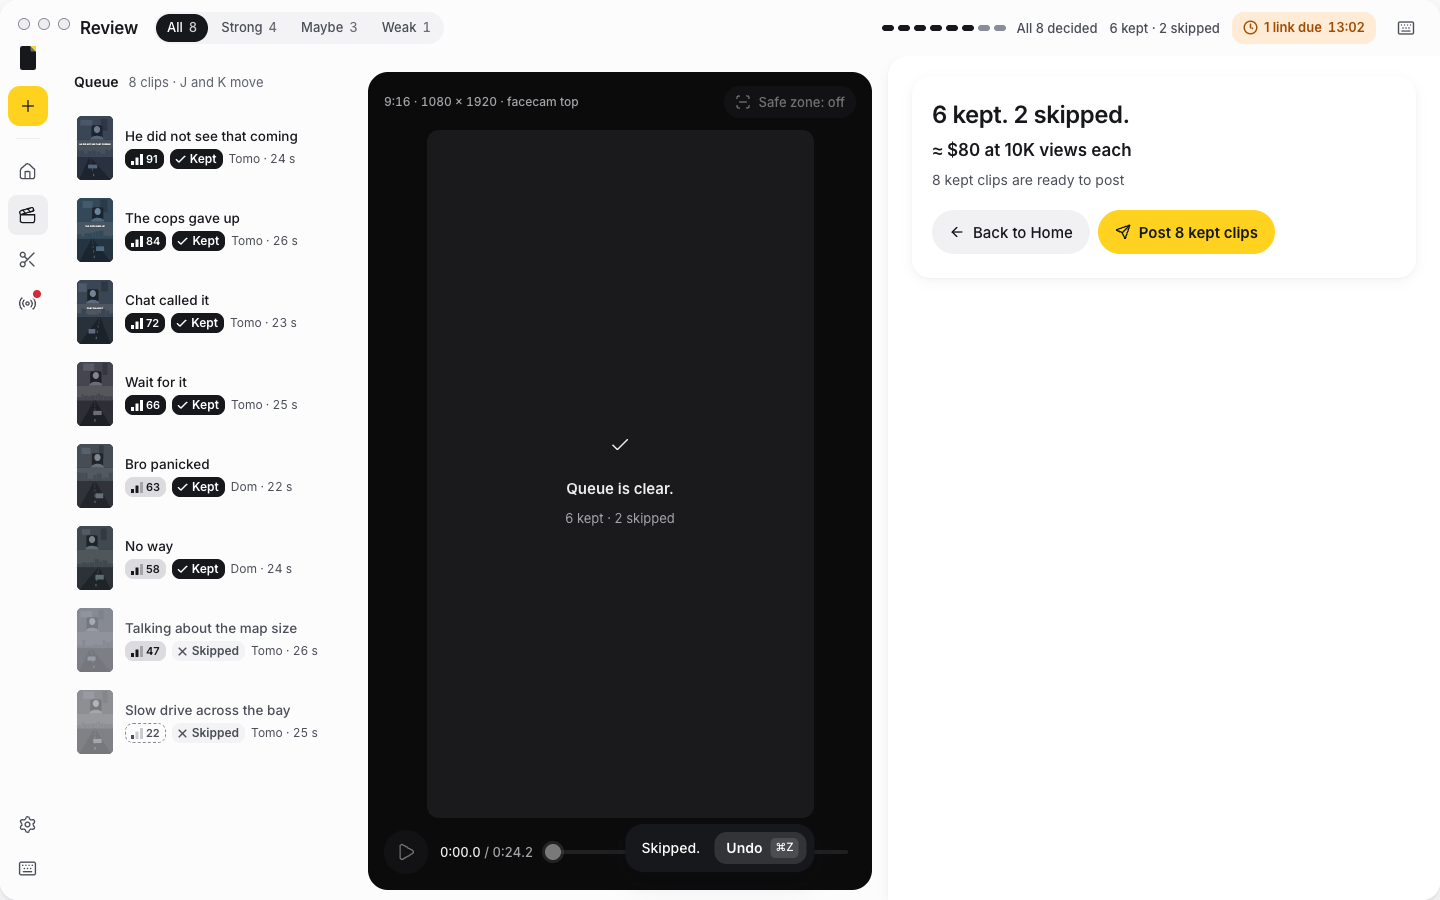 Review
All 8
Strong 4
Maybe 3
Weak 1
All 8 decided
6 kept · 2 skipped
1 link due 13:02
Queue
8 clips · J and K move
He did not see that coming
91
Kept
Tomo · 24 s
The cops gave up
84
Kept
Tomo · 26 s
Chat called it
72
Kept
Tomo · 23 s
Wait for it
66
Kept
Tomo · 25 s
Bro panicked
63
Kept
Dom · 22 s
No way
58
Kept
Dom · 24 s
Talking about the map size
47
Skipped
Tomo · 26 s
Slow drive across the bay
22
Skipped
Tomo · 25 s
9:16 · 1080 × 1920 · facecam top
Safe zone: off
Queue is clear.
6 kept · 2 skipped
0:00.0 / 0:24.2
Skipped.
Undo ⌘Z
6 kept. 2 skipped.
≈ $80 at 10K views each
8 kept clips are ready to post
Back to Home
Post 8 kept clips